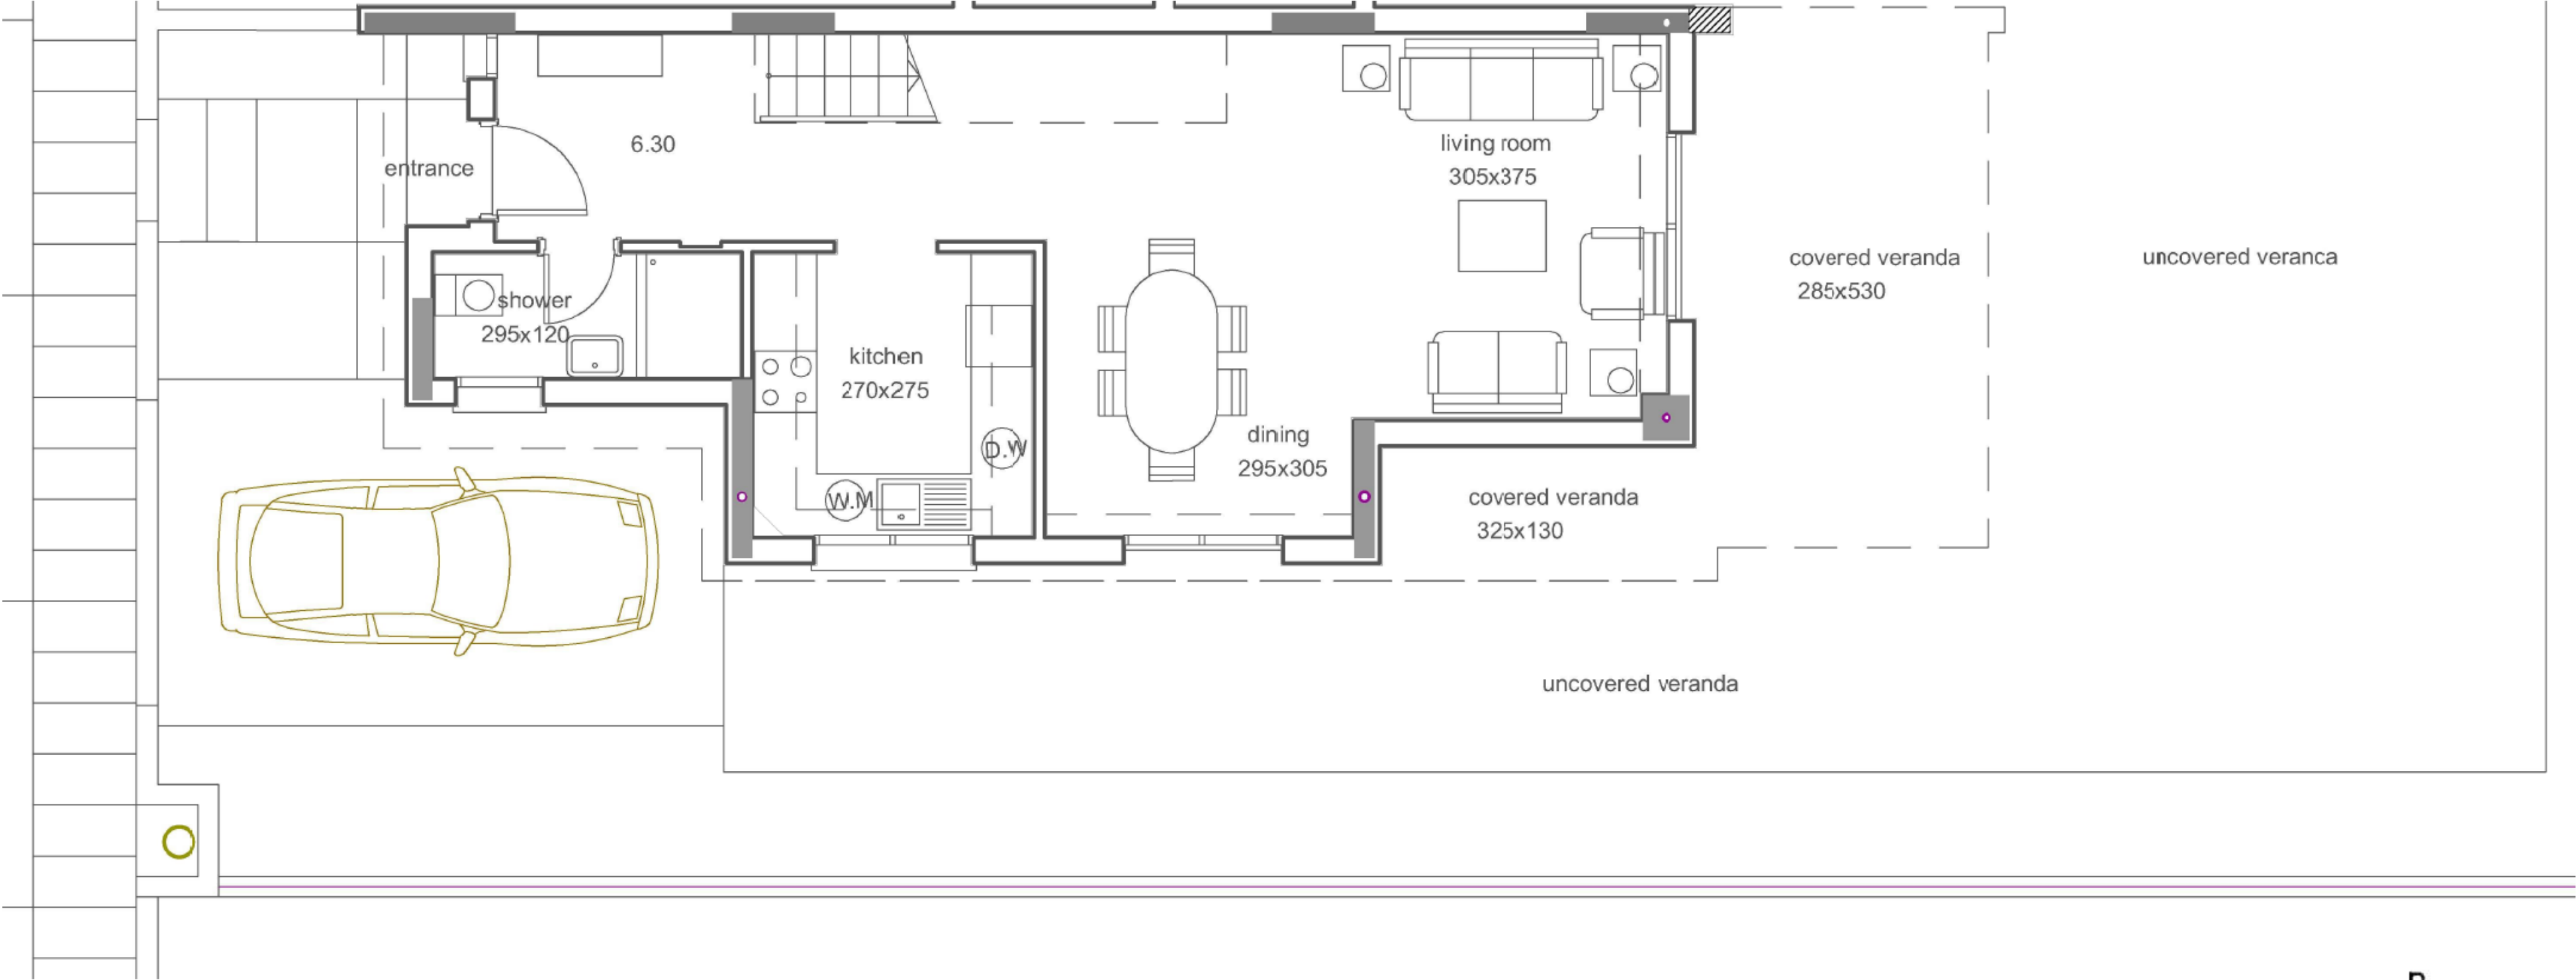 6.30
entrance
living room
305x375
covered veranda
285x530
uncovered veranca
shower
295x120
kitchen
270x275
dining
295x305
D.W
W.M
covered veranda
325x130
uncovered veranda